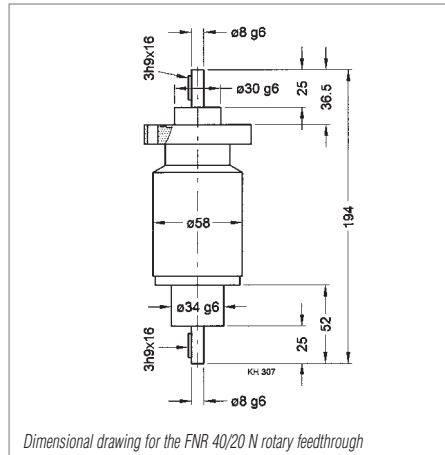 ø8 g6
3h9x16
ø30 g6
25
36.5
194
ø58
ø34 g6
52
25
3h9x16
KH 307
ø8 g6
Dimensional drawing for the FNR 40/20 N rotary feedthrough